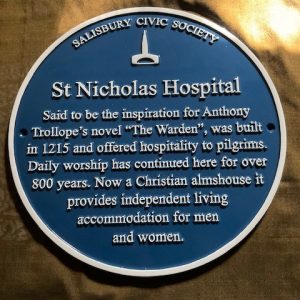 SALISBURY CIVIC SOCIETY
St Nicholas Hospital
Said to be the inspiration for Anthony
Trollope's novel "The Warden", was built
in 1215 and offered hospitality to pilgrims.
Daily worship has continued here for over
800 years. Now a Christian almshouse it
provides independent living
accommodation for men
and women.